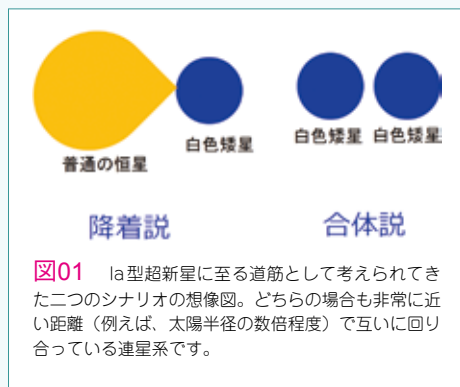 白色矮星
白色矮星 白色矮星
普通の恒星
降着説 合体説
図01 Ia型超新星に至る道筋として考えられてき
た二つのシナリオの想像図。どちらの場合も非常に近
い距離（例えば、太陽半径の数倍程度）で互いに回り
合っている連星系です。